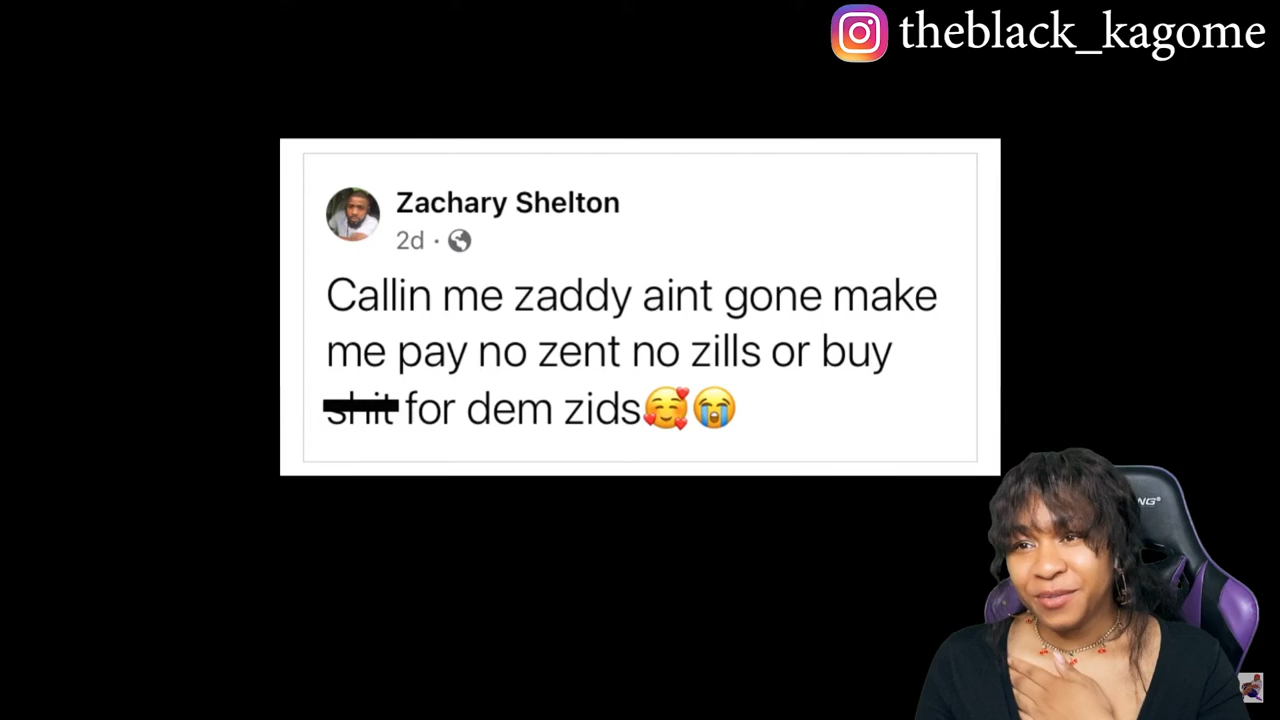 theblack_kagome
Zachary Shelton
2d ·
Callin me zaddy aint gone make
me pay no zent no zills or buy
shit for dem zids🥰😭
NG